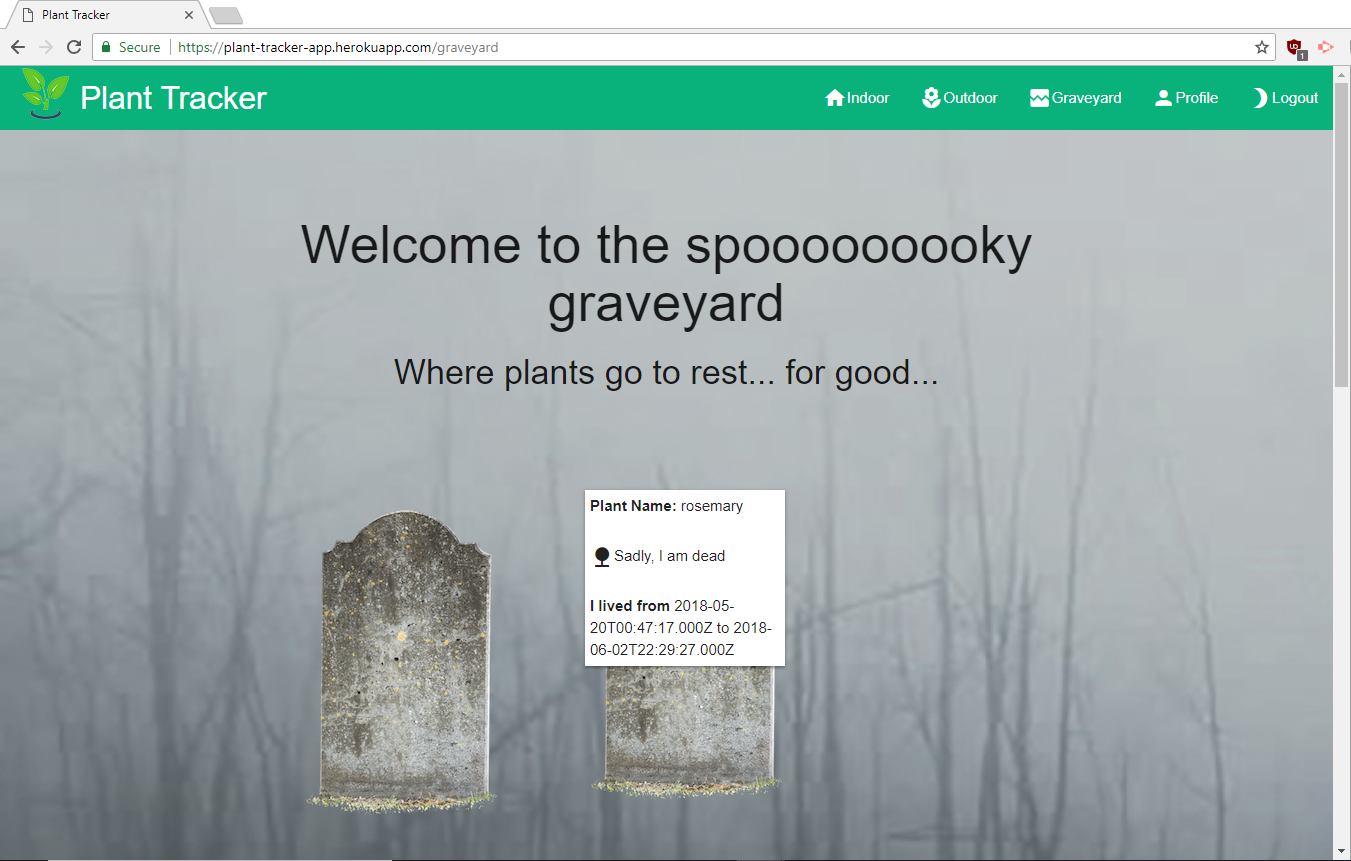 Plant Tracker
Secure https://plant-tracker-app.herokuapp.com/graveyard
1
Plant Tracker
Indoor
Outdoor
Graveyard
Profile
Logout
Welcome to the spooooooooky
graveyard
Where plants go to rest... for good...
Plant Name: rosemary
Sadly, I am dead
I lived from 2018-05-
20T00:47:17.000Z to 2018-
06-02T22:29:27.000Z